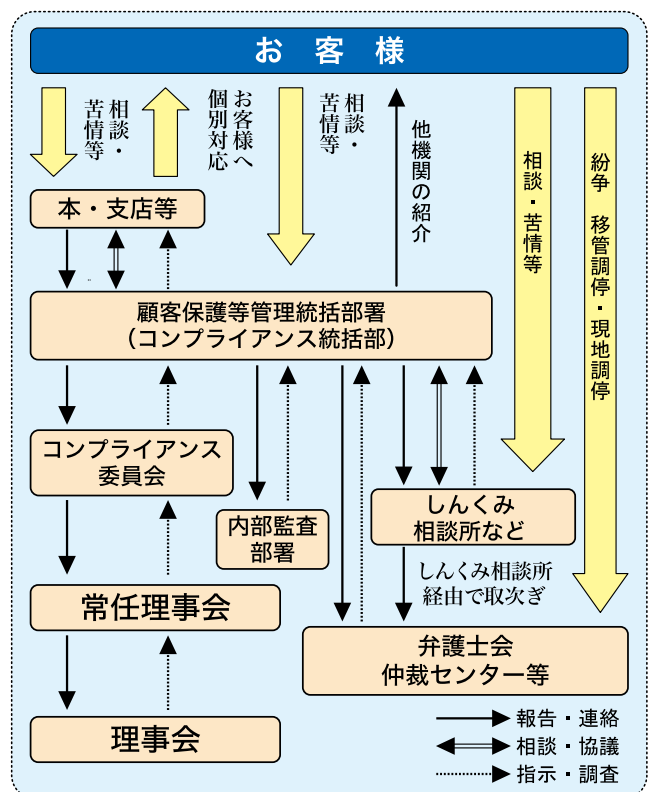 お客様
相談・
苦情等
お客様へ
個別対応
相談・
苦情等
他機関の紹介
相談・苦情等
紛争　移管調停・現地調停
本・支店等
顧客保護等管理統括部署
（コンプライアンス統括部）
コンプライアンス
委員会
内部監査
部署
しんくみ
相談所など
しんくみ相談所
経由で取次ぎ
常任理事会
弁護士会
仲裁センター等
理事会
報告・連絡
相談・協議
指示・調査